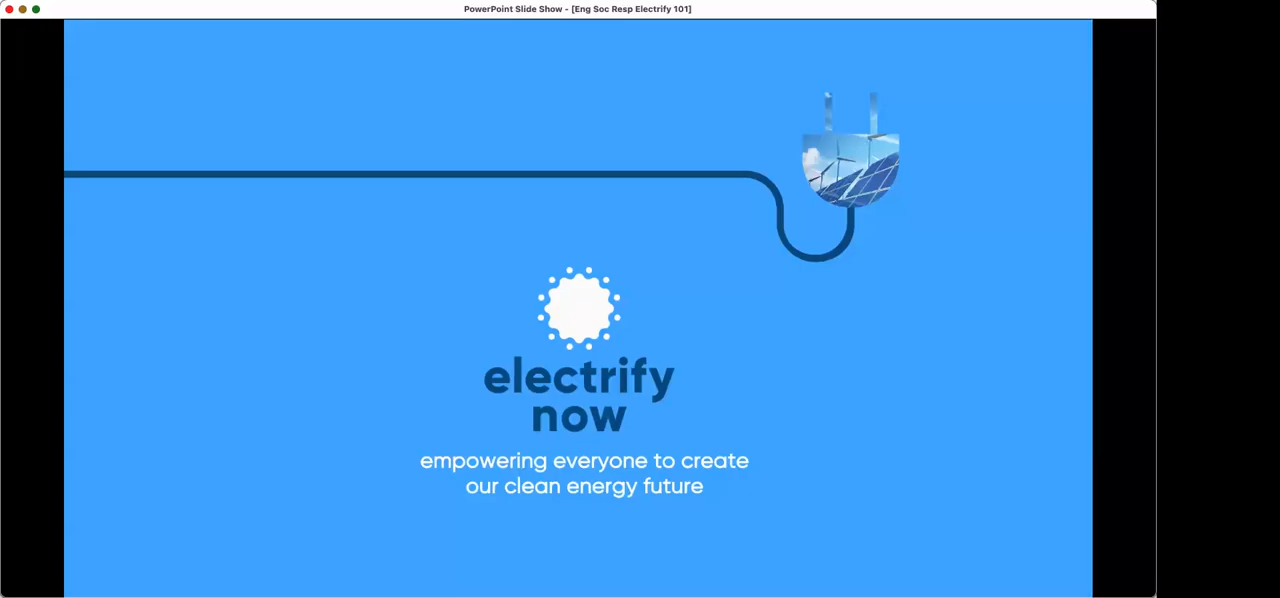 PowerPoint Slide Show - [Eng Soc Resp Electrify 101]
electrify
now
empowering everyone to create
our clean energy future